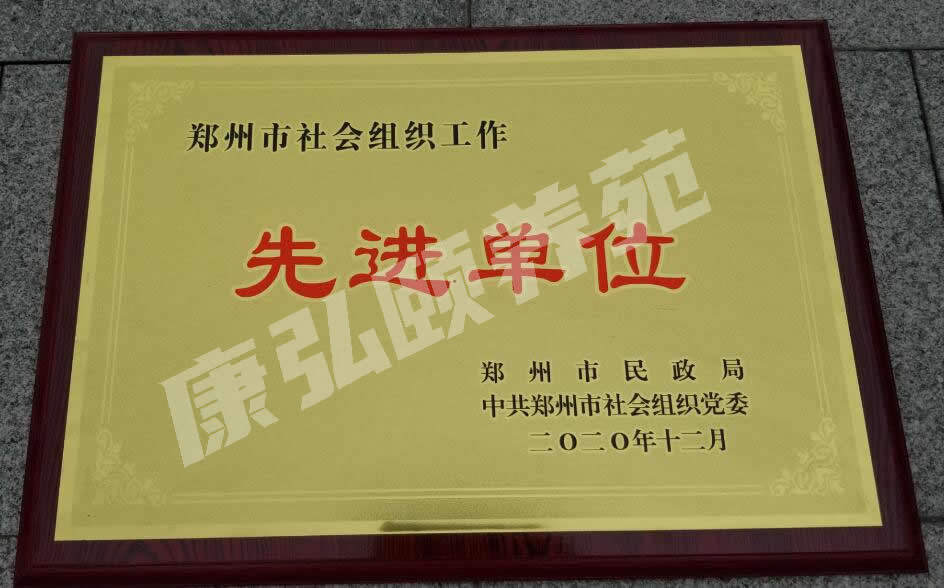 郑州市社会组织工作
先进单位
康弘颐养苑
郑州市民政局
中共郑州市社会组织党委
二〇二〇年十二月